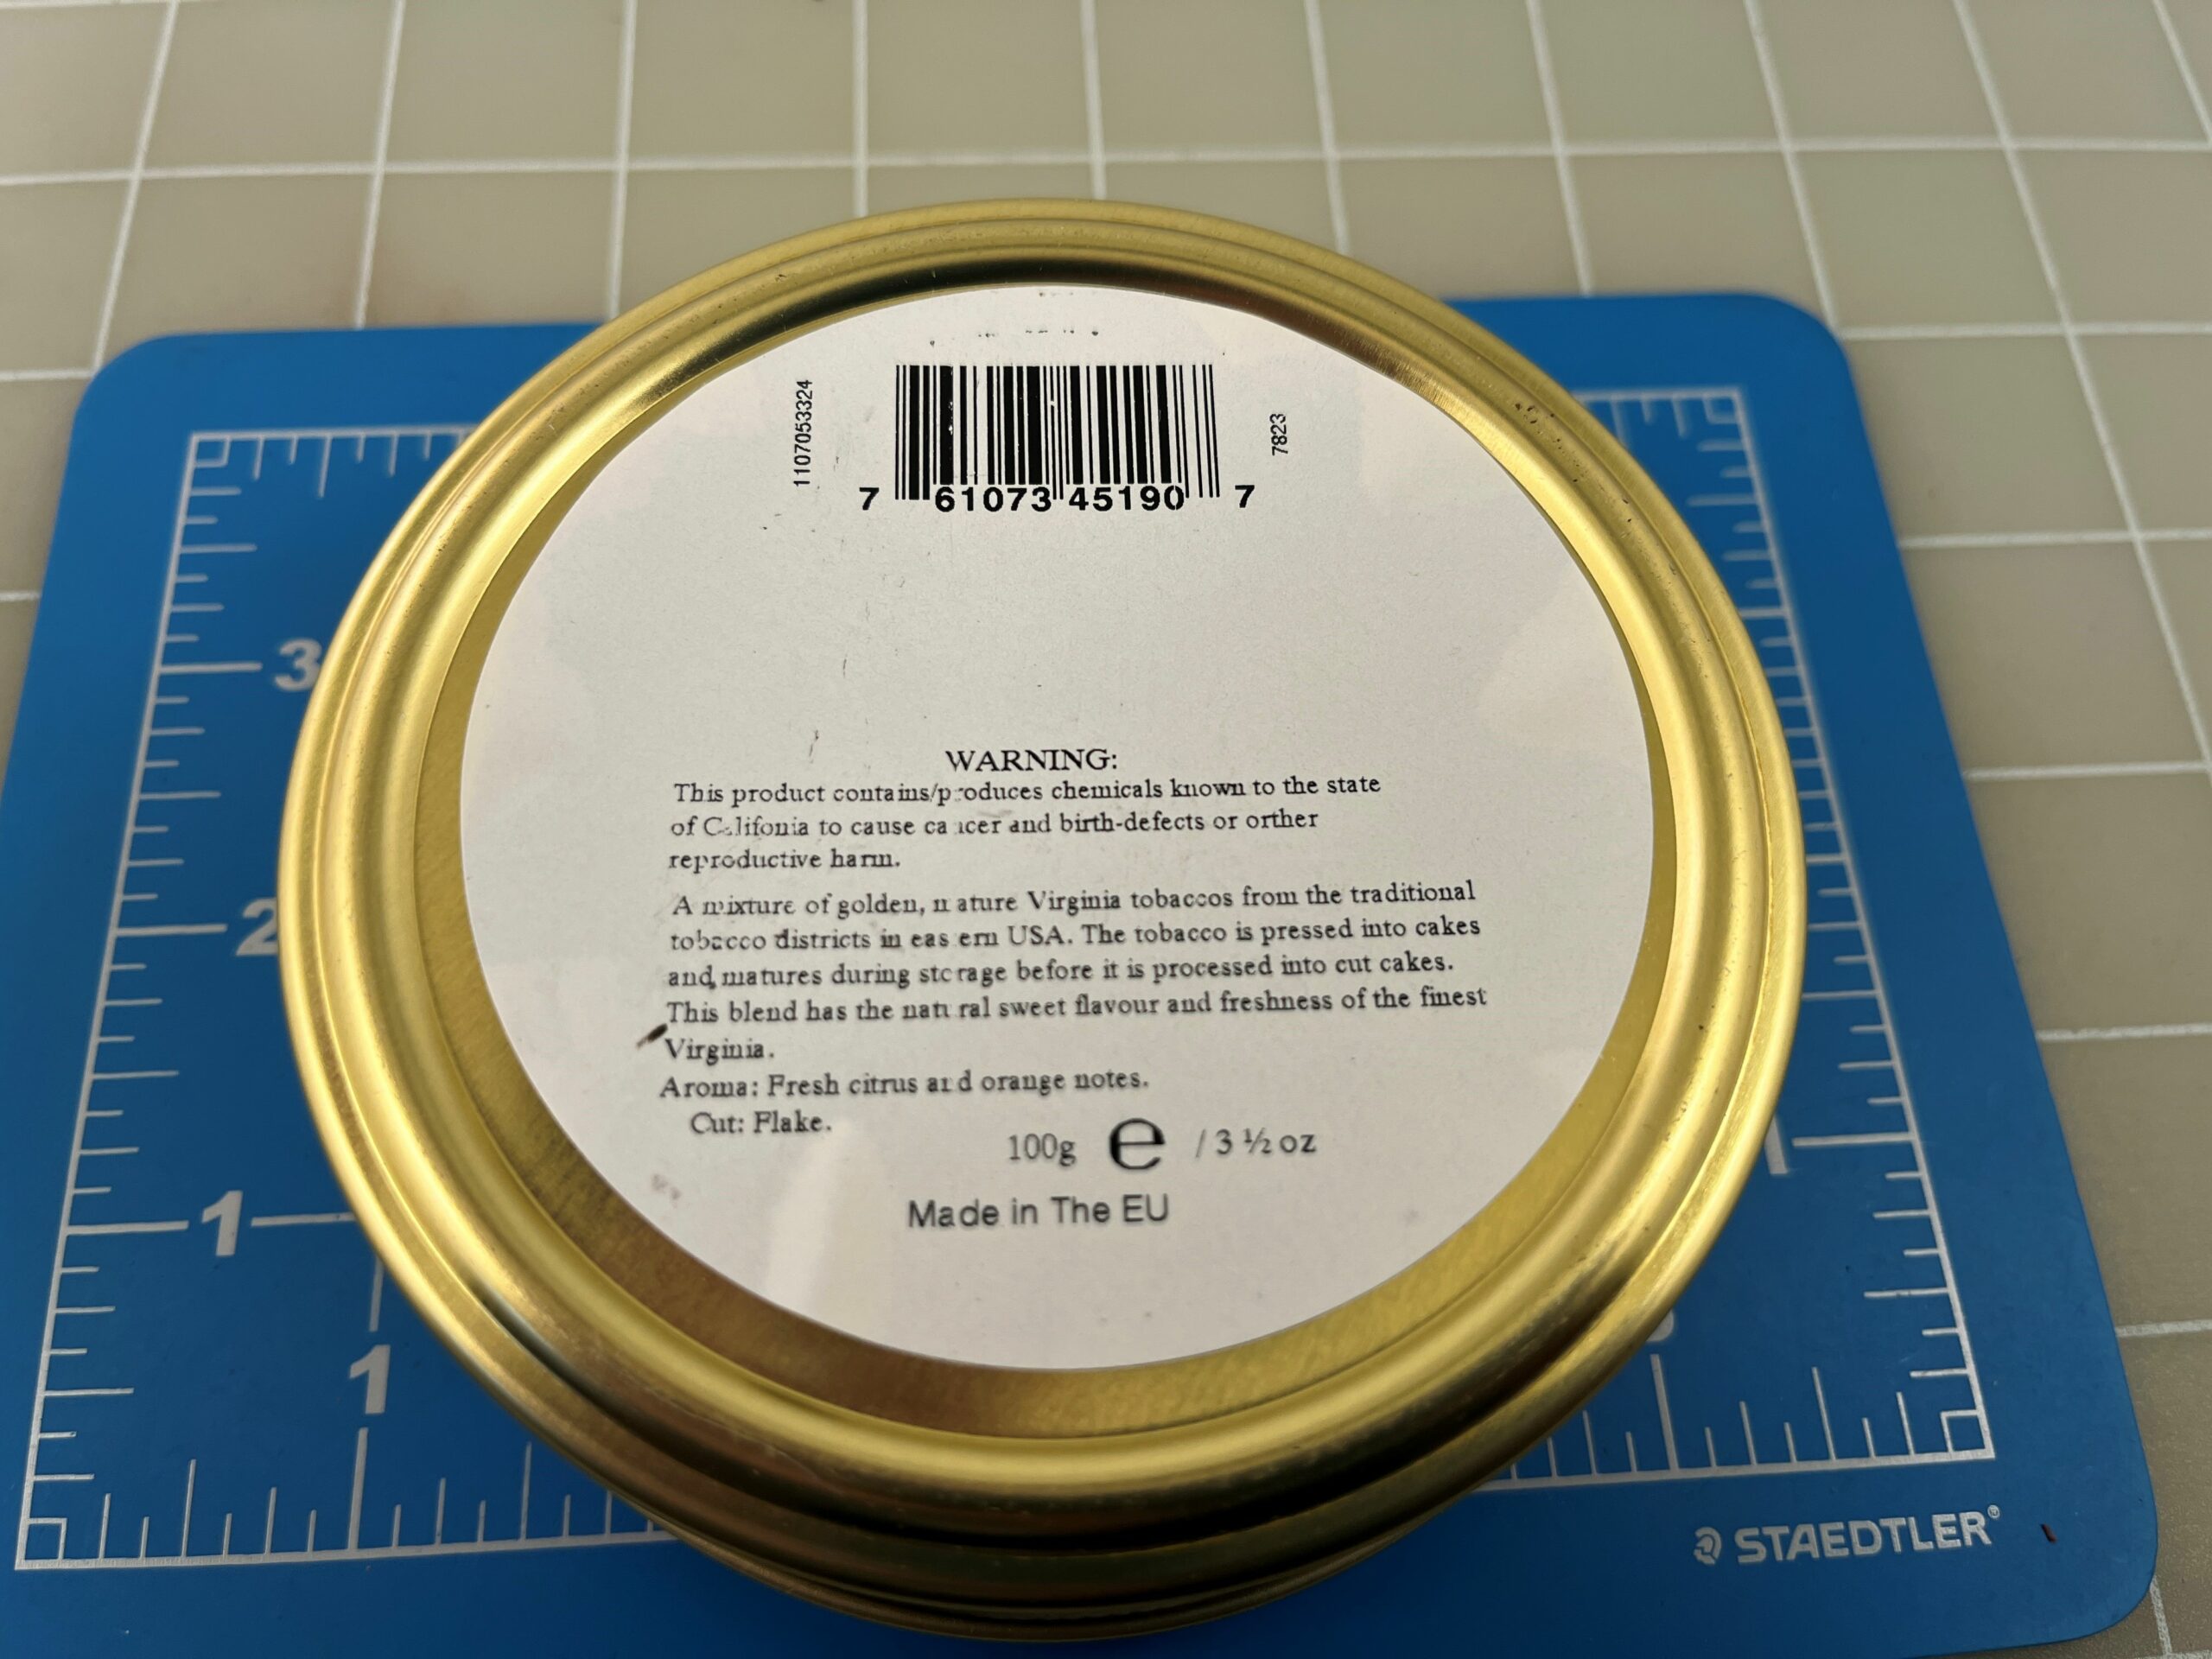 1107053324
7823
7 61073 45190 7
WARNING:
This product contains/produces chemicals known to the state
of Califonia to cause cancer and birth-defects or orther
reproductive harm.
A mixture of golden, mature Virginia tobaccos from the traditional
tobacco districts in eastern USA. The tobacco is pressed into cakes
and matures during storage before it is processed into cut cakes.
This blend has the natural sweet flavour and freshness of the finest
Virginia.
Aroma: Fresh citrus and orange notes.
Cut: Flake.
100g e / 3 ½ oz
Made in The EU
3
2
1
1
1
STAEDTLER®